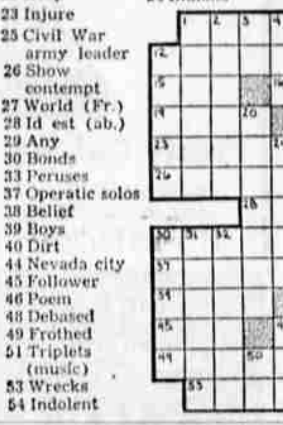 23 Injure
25 Civil War
army leader
26 Show
contempt
27 World (Fr.)
28 Id est (ab.)
29 Any
30 Bonds
33 Peruses
37 Operatic solos
38 Belief
39 Boys
40 Dirt
44 Nevada city
45 Follower
46 Poem
48 Debased
49 Frothed
51 Triplets
(music)
53 Wrecks
54 Indolent
1 2 3 4
12
15
19 20
23
26
28
30 31 32
37
39
45
49 50
53